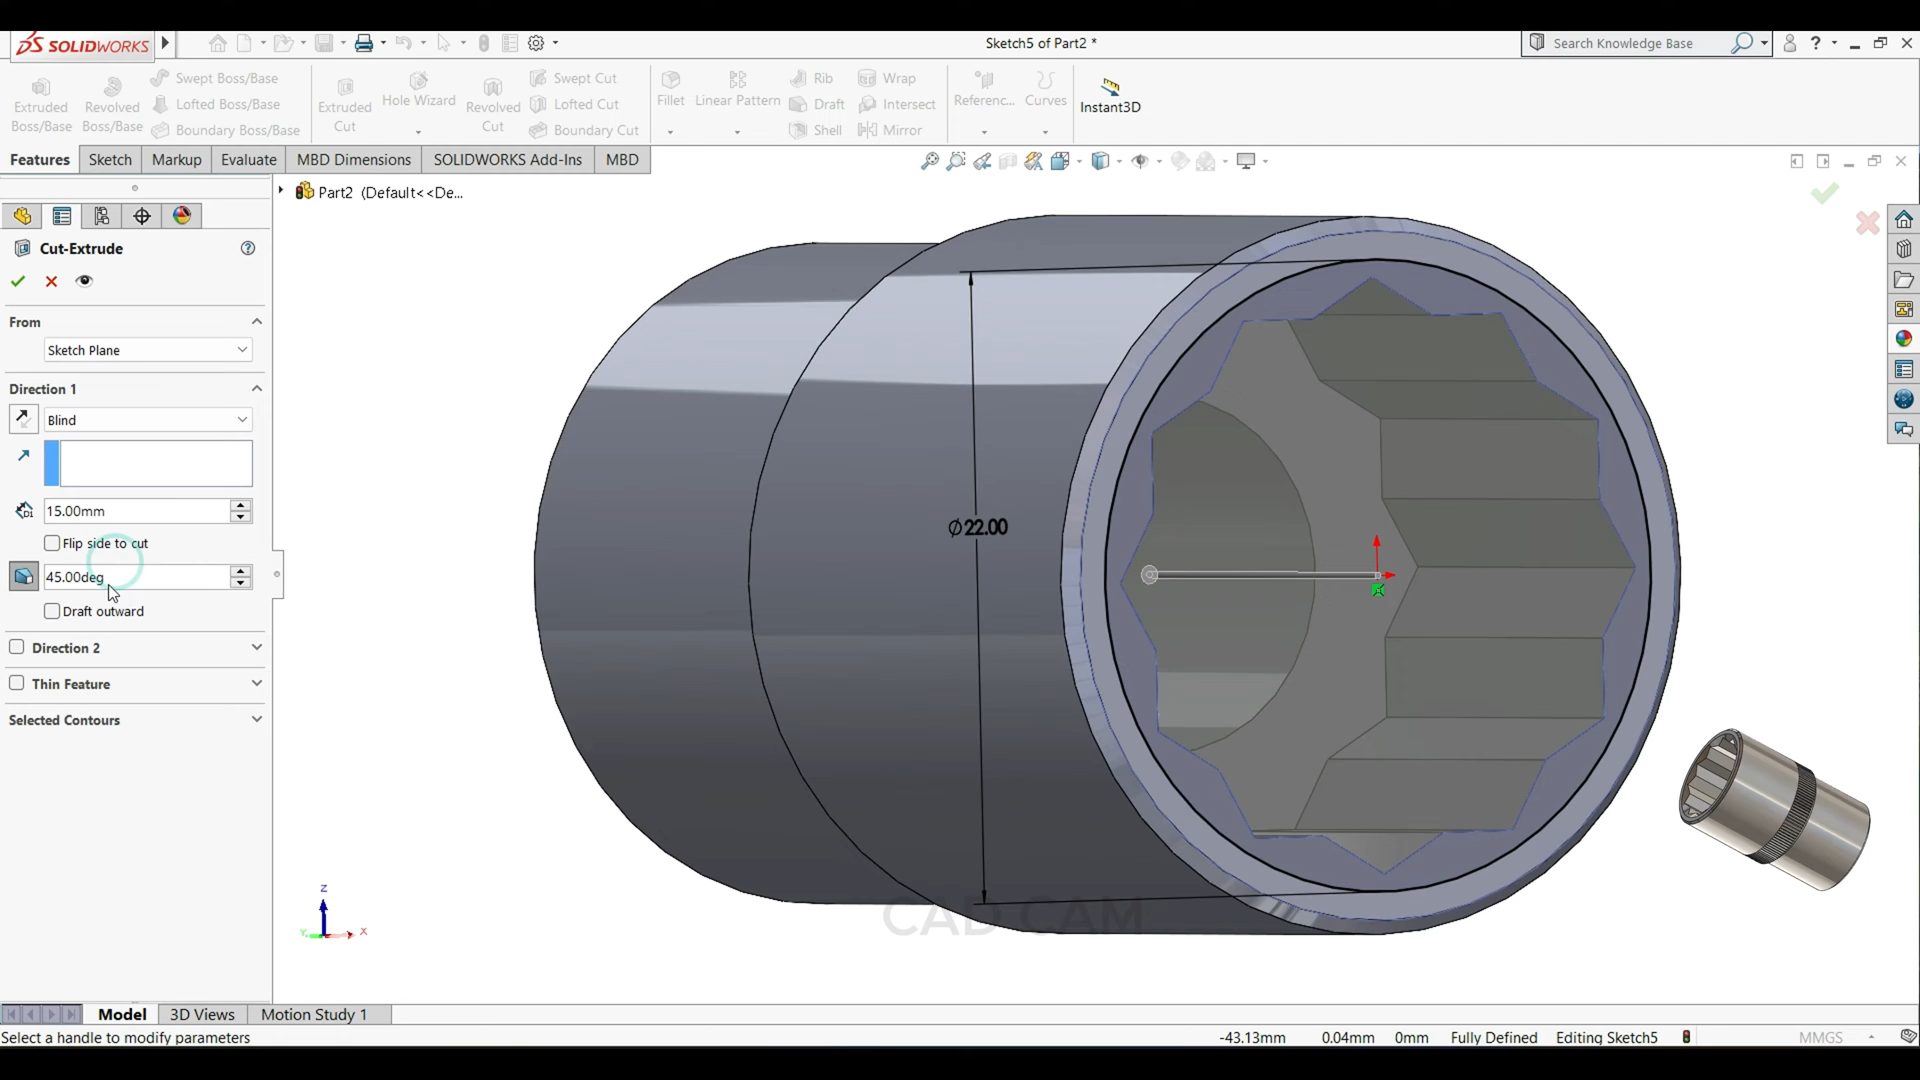 SOLIDWORKS
Sketch5 of Part2 *
Search Knowledge Base
Extruded Boss/Base
Revolved Boss/Base
Swept Boss/Base
Lofted Boss/Base
Boundary Boss/Base
Extruded Cut
Hole Wizard
Revolved Cut
Swept Cut
Lofted Cut
Boundary Cut
Fillet
Linear Pattern
Rib
Draft
Shell
Wrap
Intersect
Mirror
Referenc...
Curves
Instant3D
Features
Sketch
Markup
Evaluate
MBD Dimensions
SOLIDWORKS Add-Ins
MBD
Part2 (Default<<De...
Cut-Extrude
From
Sketch Plane
Direction 1
Blind
15.00mm
Flip side to cut
45.00deg
Draft outward
Direction 2
Thin Feature
Selected Contours
Ø22.00
CAD CAM
Z
Y
X
Model
3D Views
Motion Study 1
Select a handle to modify parameters
-43.13mm
0.04mm
0mm
Fully Defined
Editing Sketch5
MMGS